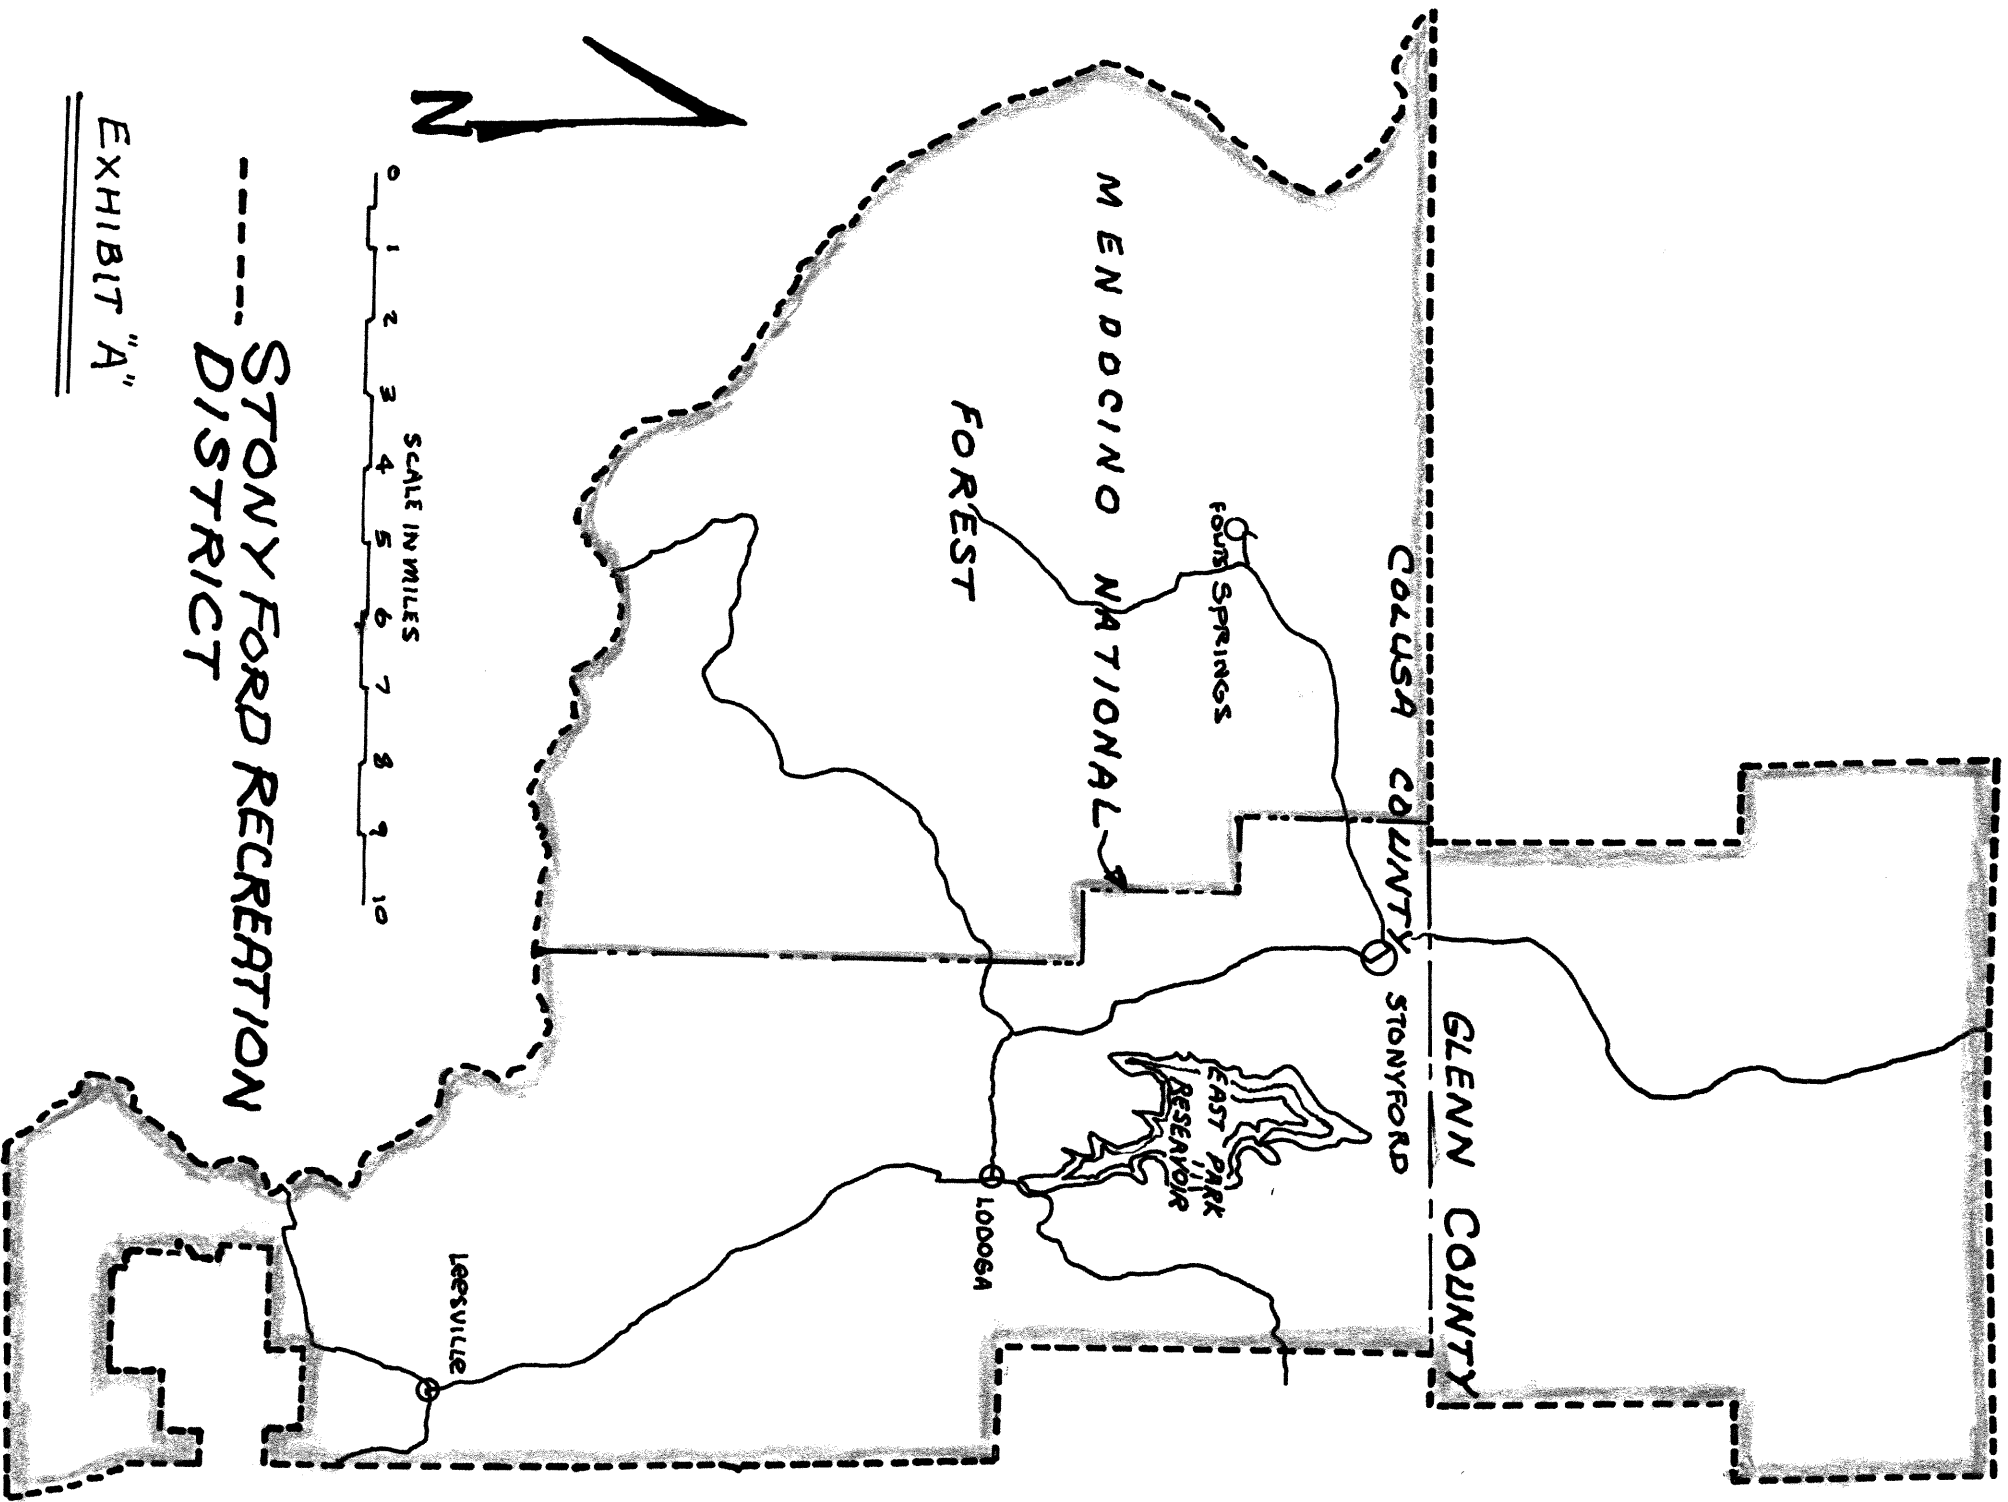 GLENN COUNTY
COLUSA COUNTY
STONYFORD
FOUTS SPRINGS
EAST PARK
RESERVOIR
MENDOCINO NATIONAL
LODOGA
FOREST
LEESVILLE
N
SCALE IN MILES
0 1 2 3 4 5 6 7 8 9 10
STONYFORD RECREATION
DISTRICT
EXHIBIT "A"